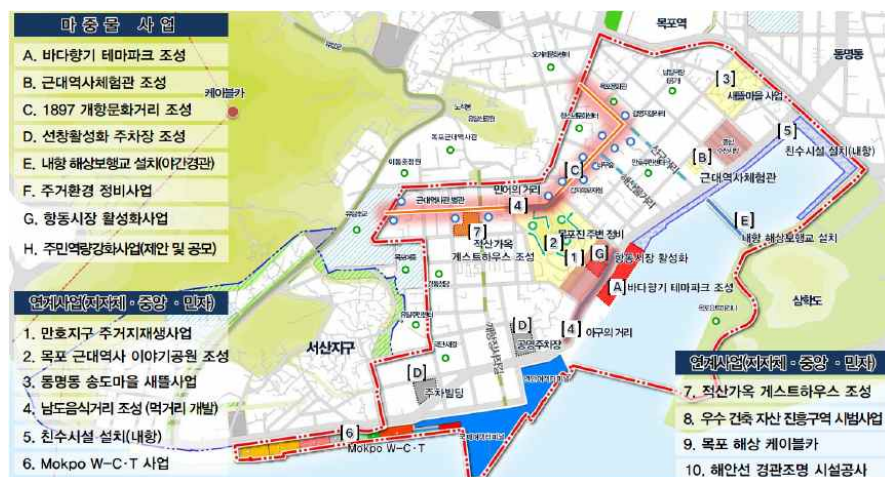 마중물 사업
A. 바다향기 테마파크 조성
B. 근대역사체험관 조성
C. 1897 개항문화거리 조성
D. 선창활성화 주차장 조성
E. 내항 해상보행교 설치(야간경관)
F. 주거환경 정비사업
G. 항동시장 활성화사업
H. 주민역량강화사업(제안 및 공모)
연계사업(지자체·중앙·민자)
1. 만호지구 주거지재생사업
2. 목포 근대역사 이야기공원 조성
3. 동명동 송도마을 새뜰사업
4. 남도음식거리 조성 (먹거리 개발)
5. 친수시설 설치(내항)
6. Mokpo W-C·T 사업
케이블카
목포역
동명동
[3]
새뜰마을 사업
[5]
친수시설 설치(내항)
[B]
근대역사체험관
[C]
민어의 거리
[4]
[7]
적산가옥
게스트하우스 조성
[2]
목포진 주변 정비
[1]
[G]
항동시장 활성화
[E]
내항 해상보행교 설치
[A]
바다향기 테마파크 조성
삼학도
서산지구
[D]
공영주차장
[4]
아구의 거리
[D]
주차빌딩
[6]
Mokpo W-C·T
연계사업(지자체·중앙·민자)
7. 적산가옥 게스트하우스 조성
8. 우수 건축 자산 진흥구역 시범사업
9. 목포 해상 케이블카
10. 해안선 경관조명 시설공사